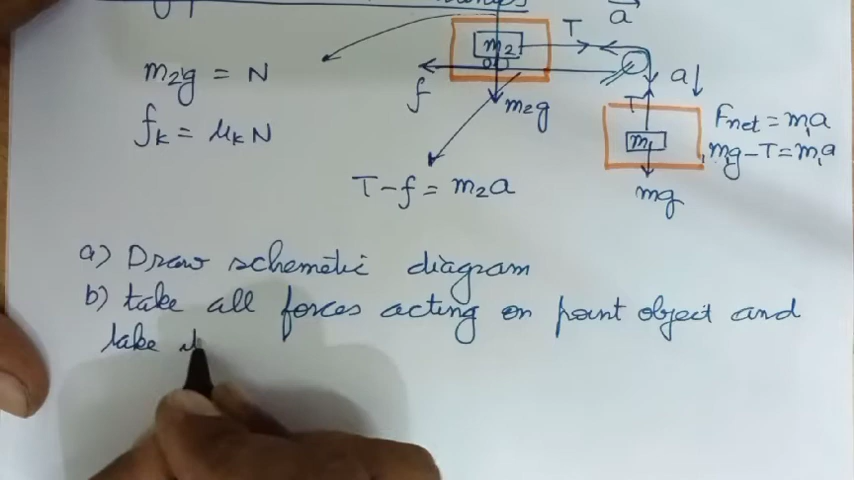 T
a
m₂
m₂g = N
a
f
m₂g
T
fₖ = μₖN
Fnet = m₁a
m₁
m₁g - T = m₁a
T - f = m₂a
mg
a) Draw schematic diagram
b) take all forces acting on point object and
take